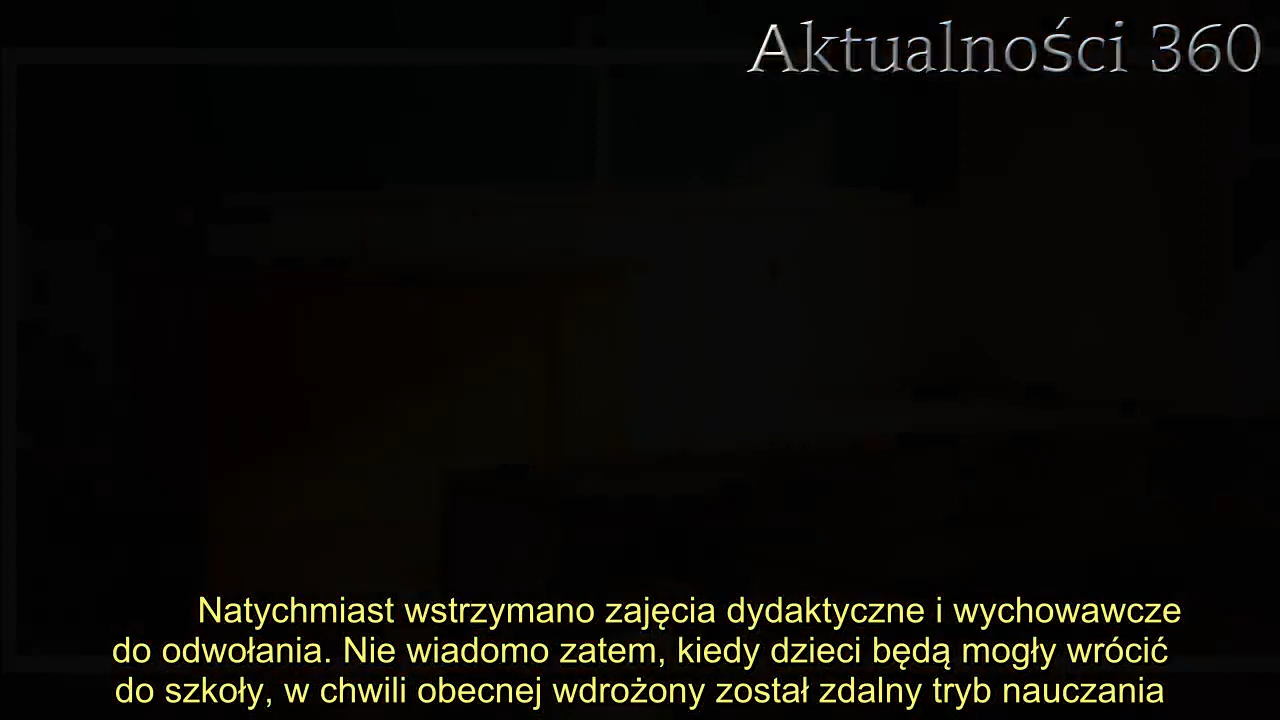 Aktualności 360
Natychmiast wstrzymano zajęcia dydaktyczne i wychowawcze
do odwołania. Nie wiadomo zatem, kiedy dzieci będą mogły wrócić
do szkoły, w chwili obecnej wdrożony został zdalny tryb nauczania